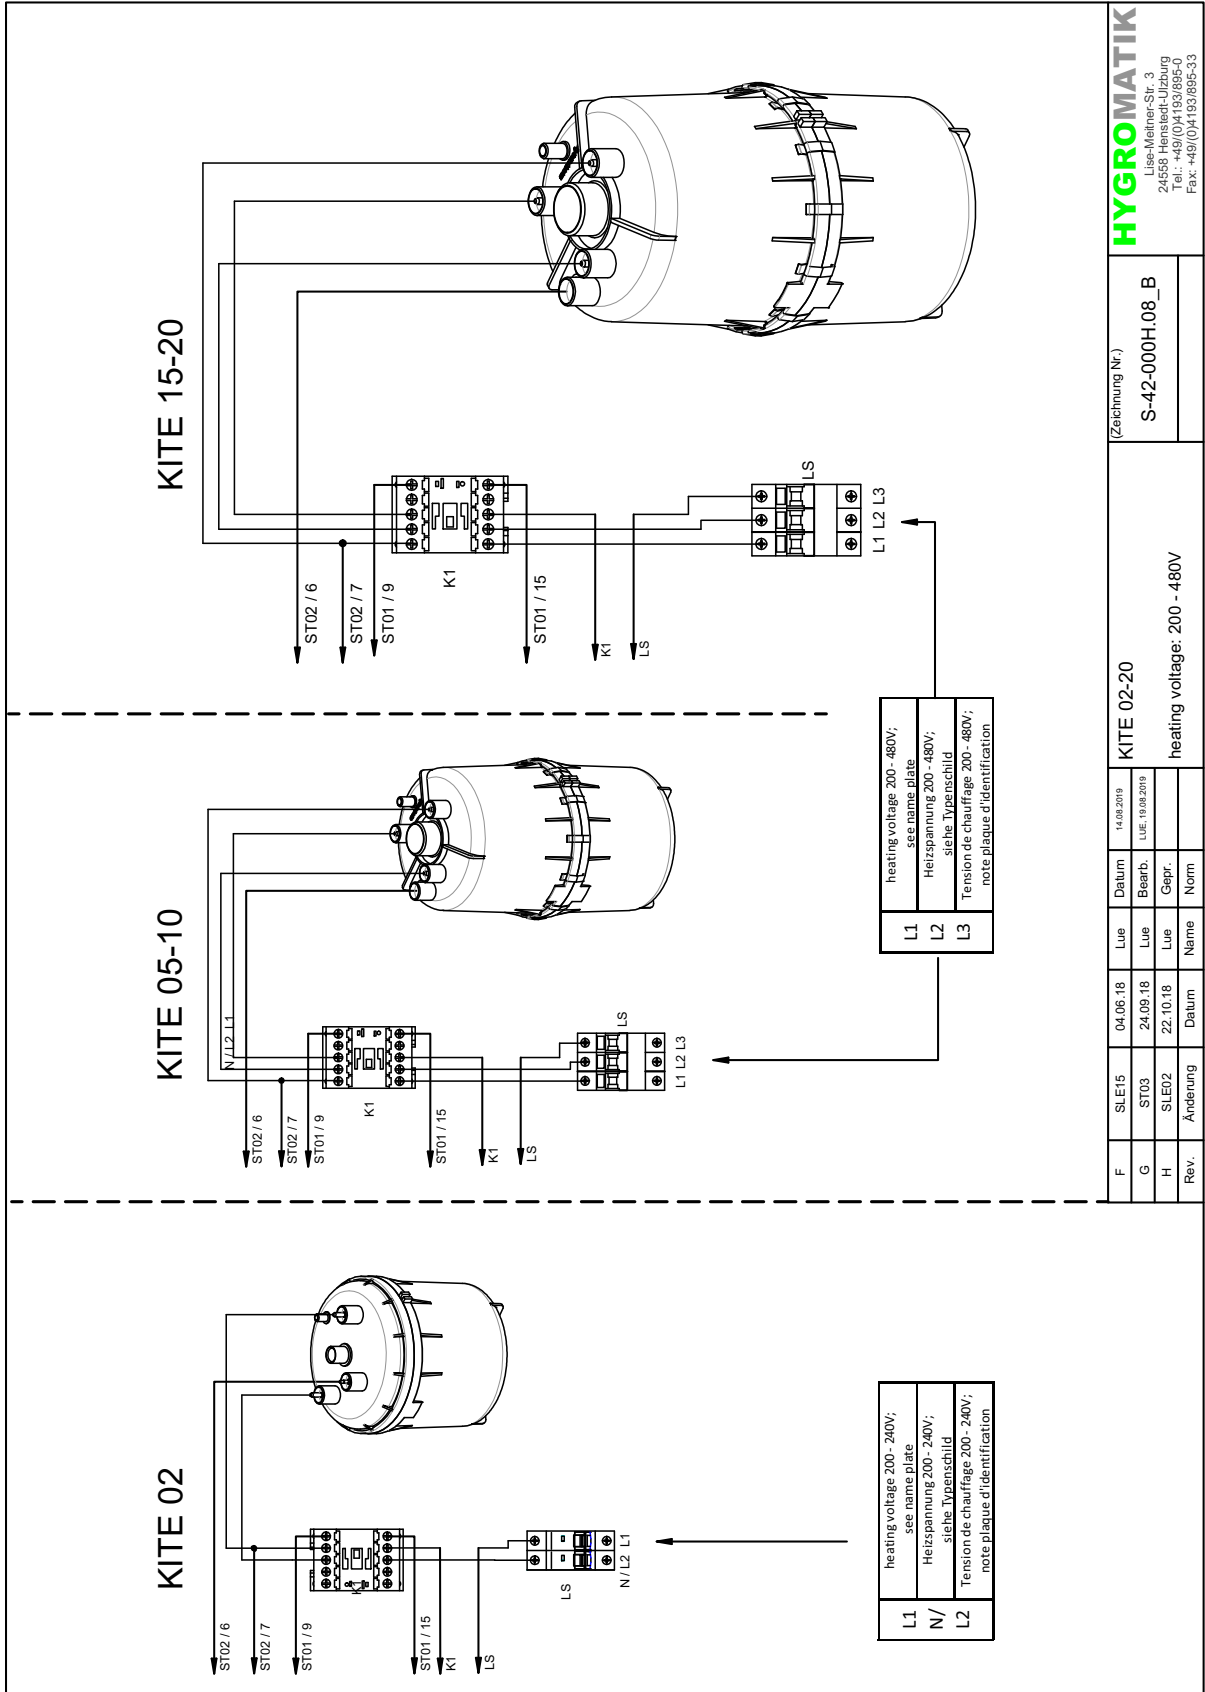 KITE 02
ST02 / 6
ST02 / 7
ST01 / 9
K1
ST01 / 15
K1
LS
LS
N / L2 L1
L1
N/
L2
heating voltage 200 - 240V;
see name plate
Heizspannung 200 - 240V;
siehe Typenschild
Tension de chauffage 200 - 240V;
note plaque d'identification
KITE 05-10
N / L2 L1
ST02 / 6
ST02 / 7
ST01 / 9
K1
ST01 / 15
K1
LS
LS
L1 L2 L3
KITE 15-20
ST02 / 6
ST02 / 7
ST01 / 9
K1
ST01 / 15
K1
LS
LS
L1 L2 L3
L1
L2
L3
heating voltage 200 - 480V;
see name plate
Heizspannung 200 - 480V;
siehe Typenschild
Tension de chauffage 200 - 480V;
note plaque d'identification
F SLE15 04.06.18 Lue Datum 14.08.2019
G ST03 24.09.18 Lue Bearb. LUE, 19.08.2019
H SLE02 22.10.18 Lue Gepr.
Rev. Änderung Datum Name Norm
KITE 02-20
heating voltage: 200 - 480V
(Zeichnung Nr.)
S-42-000H.08_B
HYGROMATIK
Lise-Meitner-Str. 3
24558 Henstedt-Ulzburg
Tel.: +49/(0)4193/895-0
Fax: +49/(0)4193/895-33